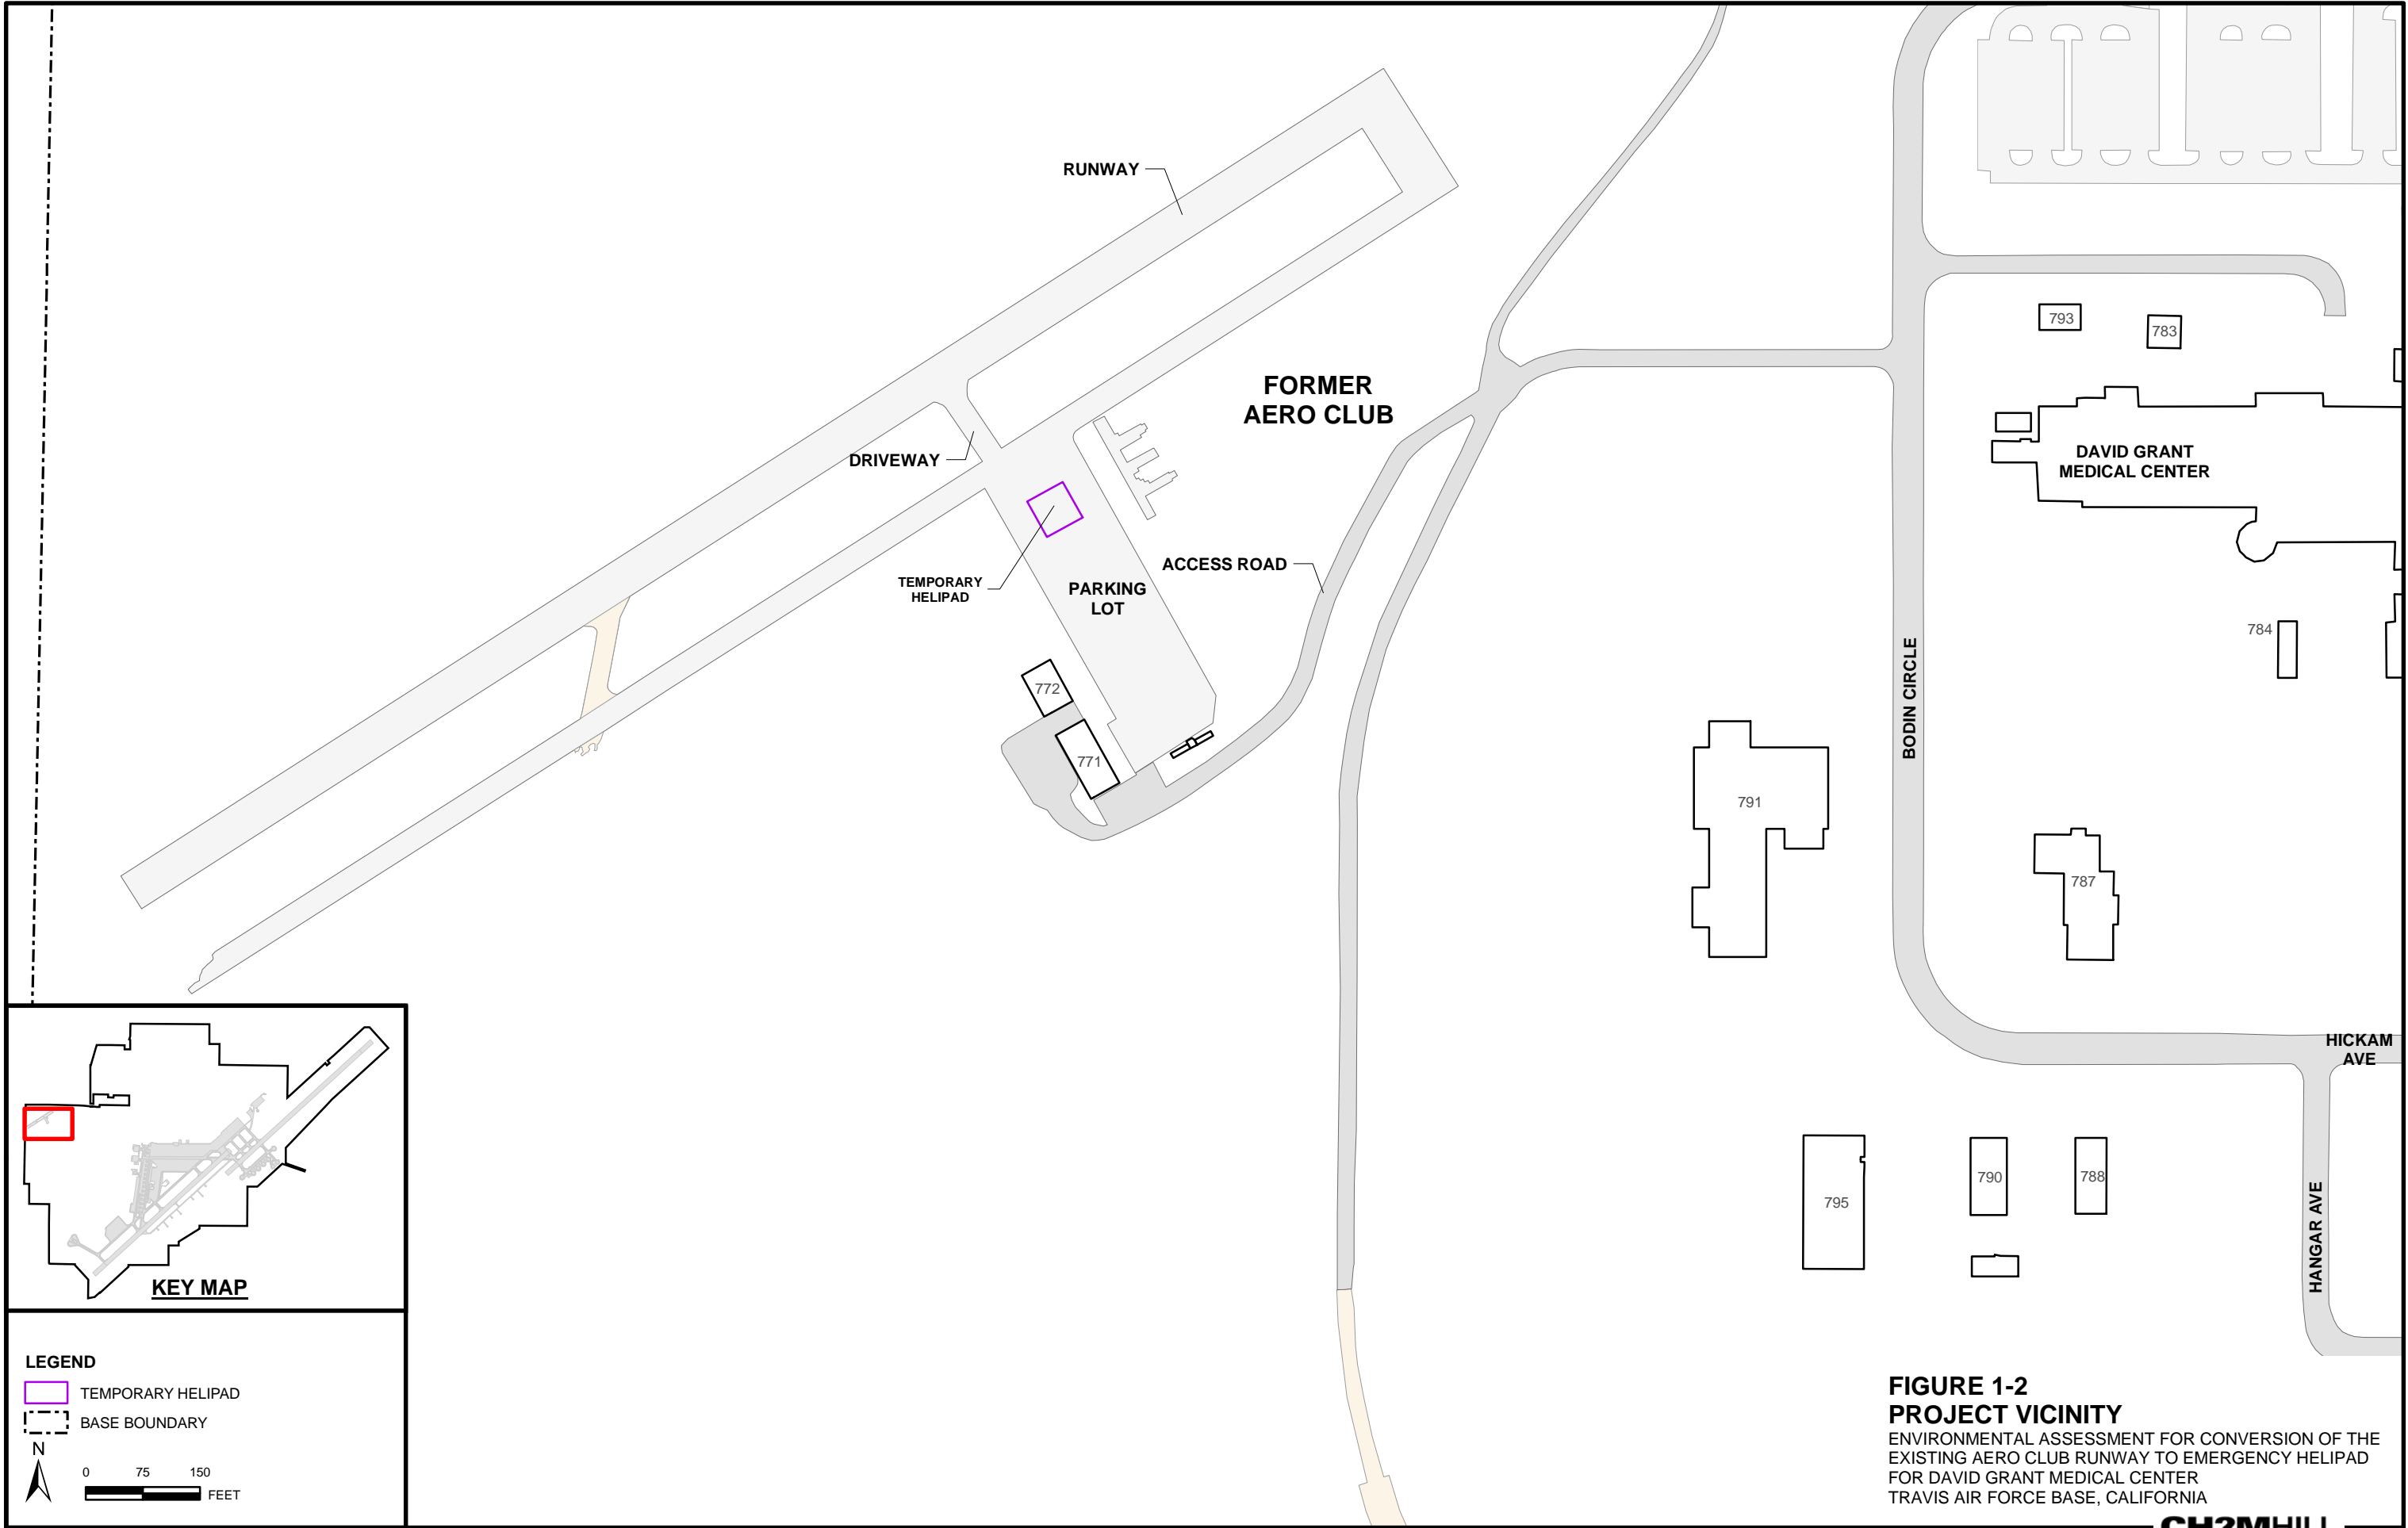 RUNWAY
FORMER
AERO CLUB
DRIVEWAY
TEMPORARY
HELIPAD
PARKING
LOT
ACCESS ROAD
772
771
793
783
DAVID GRANT
MEDICAL CENTER
784
BODIN CIRCLE
791
787
HICKAM
AVE
795
790
788
HANGAR AVE
KEY MAP
LEGEND
TEMPORARY HELIPAD
BASE BOUNDARY
N
0 75 150
FEET
FIGURE 1-2
PROJECT VICINITY
ENVIRONMENTAL ASSESSMENT FOR CONVERSION OF THE
EXISTING AERO CLUB RUNWAY TO EMERGENCY HELIPAD
FOR DAVID GRANT MEDICAL CENTER
TRAVIS AIR FORCE BASE, CALIFORNIA
CH2MHILL